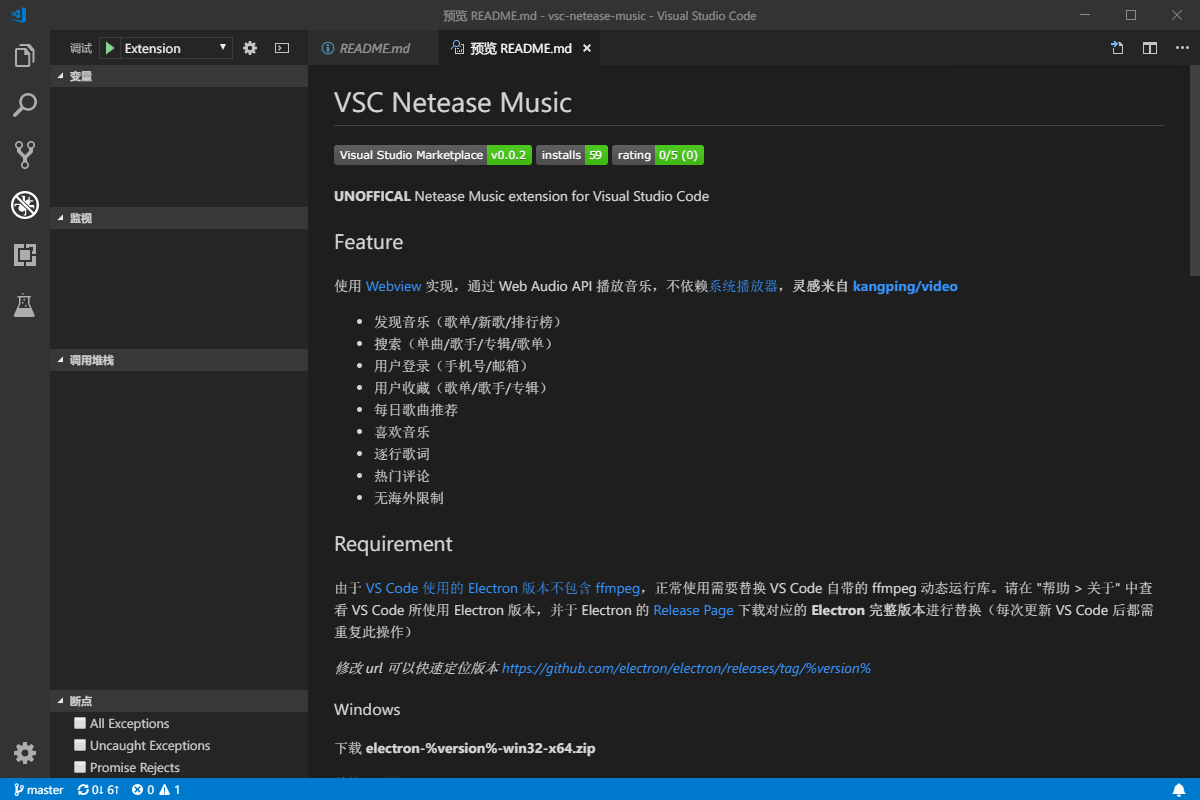 预览 README.md - vsc-netease-music - Visual Studio Code
调试 Extension
README.md 预览 README.md
变量
监视
调用堆栈
断点
All Exceptions
Uncaught Exceptions
Promise Rejects
VSC Netease Music
Visual Studio Marketplace v0.0.2 installs 59 rating 0/5 (0)
UNOFFICAL Netease Music extension for Visual Studio Code
Feature
使用 Webview 实现，通过 Web Audio API 播放音乐，不依赖系统播放器，灵感来自 kangping/video
• 发现音乐（歌单/新歌/排行榜）
• 搜索（单曲/歌手/专辑/歌单）
• 用户登录（手机号/邮箱）
• 用户收藏（歌单/歌手/专辑）
• 每日歌曲推荐
• 喜欢音乐
• 逐行歌词
• 热门评论
• 无海外限制
Requirement
由于 VS Code 使用的 Electron 版本不包含 ffmpeg，正常使用需要替换 VS Code 自带的 ffmpeg 动态运行库。请在 "帮助 > 关于" 中查
看 VS Code 所使用 Electron 版本，并于 Electron 的 Release Page 下载对应的 Electron 完整版本进行替换（每次更新 VS Code 后都需
重复此操作）
修改 url 可以快速定位版本 https://github.com/electron/electron/releases/tag/%version%
Windows
下载 electron-%version%-win32-x64.zip
master 0↓ 6↑ 0 1